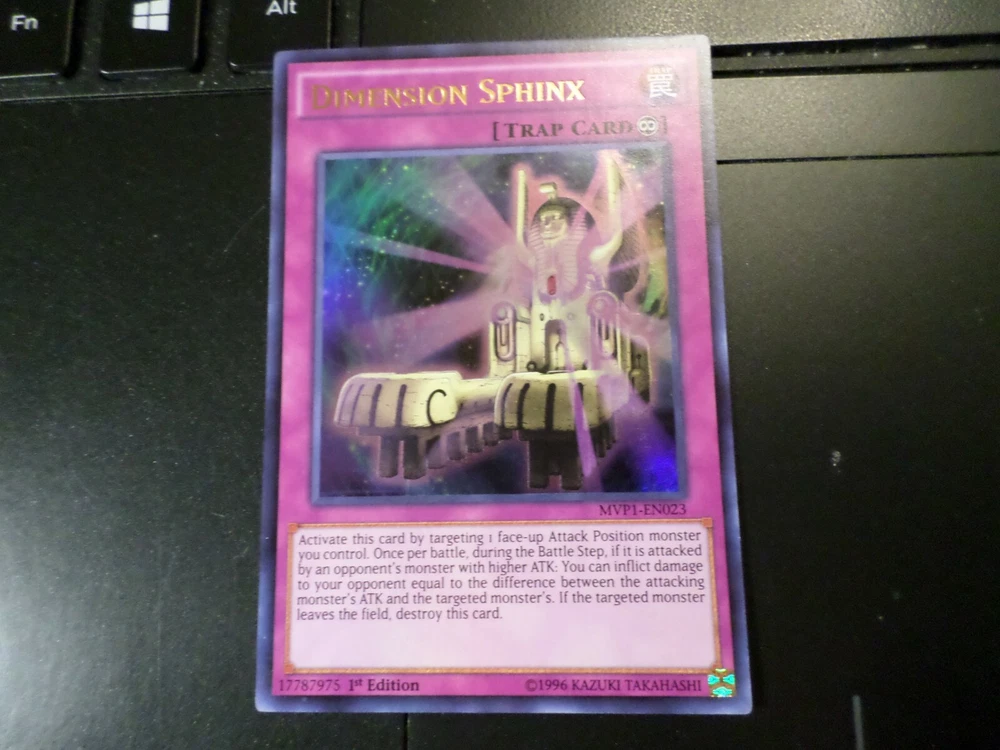 Fn
Alt
DIMENSION SPHINX
罠
[TRAP CARD ♾]
MVP1-EN023
Activate this card by targeting 1 face-up Attack Position monster
you control. Once per battle, during the Battle Step, if it is attacked
by an opponent's monster with higher ATK: You can inflict damage
to your opponent equal to the difference between the attacking
monster's ATK and the targeted monster's. If the targeted monster
leaves the field, destroy this card.
17787975 1st Edition
©1996 KAZUKI TAKAHASHI